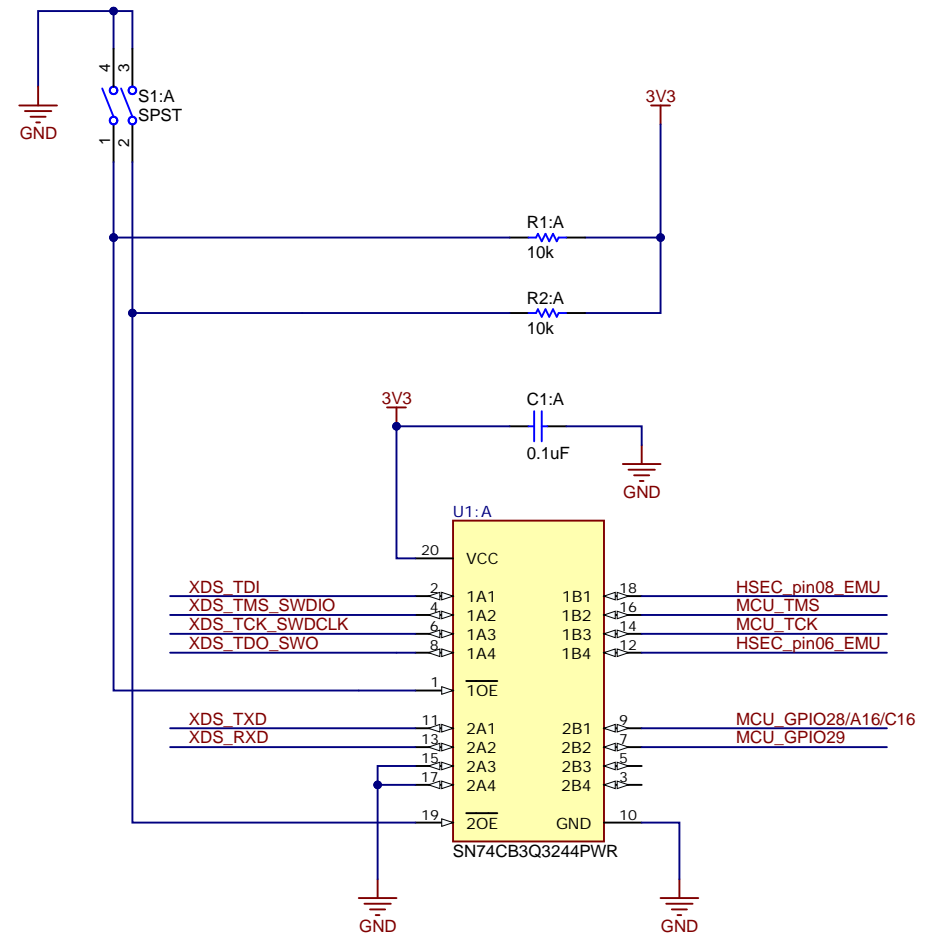 4 3
S1:A
SPST
GND
1 2
3V3
R1:A
10k
R2:A
10k
3V3
C1:A
0.1uF
GND
U1:A
20 VCC
XDS_TDI 2 1A1 1B1 18 HSEC_pin08_EMU
XDS_TMS_SWDIO 4 1A2 1B2 16 MCU_TMS
XDS_TCK_SWDCLK 6 1A3 1B3 14 MCU_TCK
XDS_TDO_SWO 8 1A4 1B4 12 HSEC_pin06_EMU
1 1OE
XDS_TXD 11 2A1 2B1 9 MCU_GPIO28/A16/C16
XDS_RXD 13 2A2 2B2 7 MCU_GPIO29
15 2A3 2B3 5
17 2A4 2B4 3
19 2OE GND 10
SN74CB3Q3244PWR
GND GND